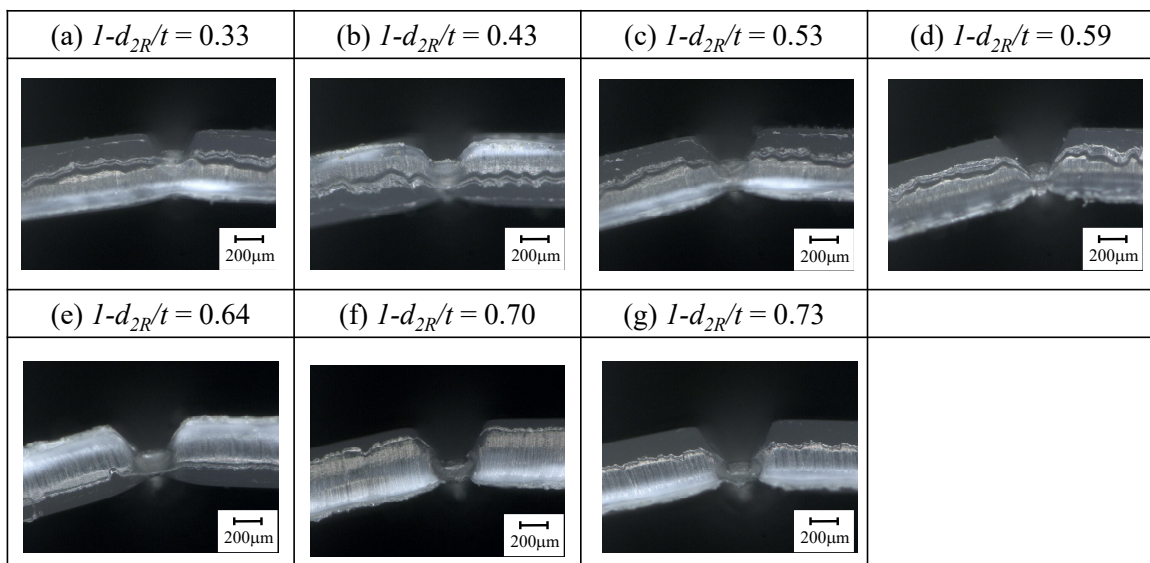 (a) 1-d2R/t = 0.33
(b) 1-d2R/t = 0.43
(c) 1-d2R/t = 0.53
(d) 1-d2R/t = 0.59
200μm
200μm
200μm
200μm
(e) 1-d2R/t = 0.64
(f) 1-d2R/t = 0.70
(g) 1-d2R/t = 0.73
200μm
200μm
200μm